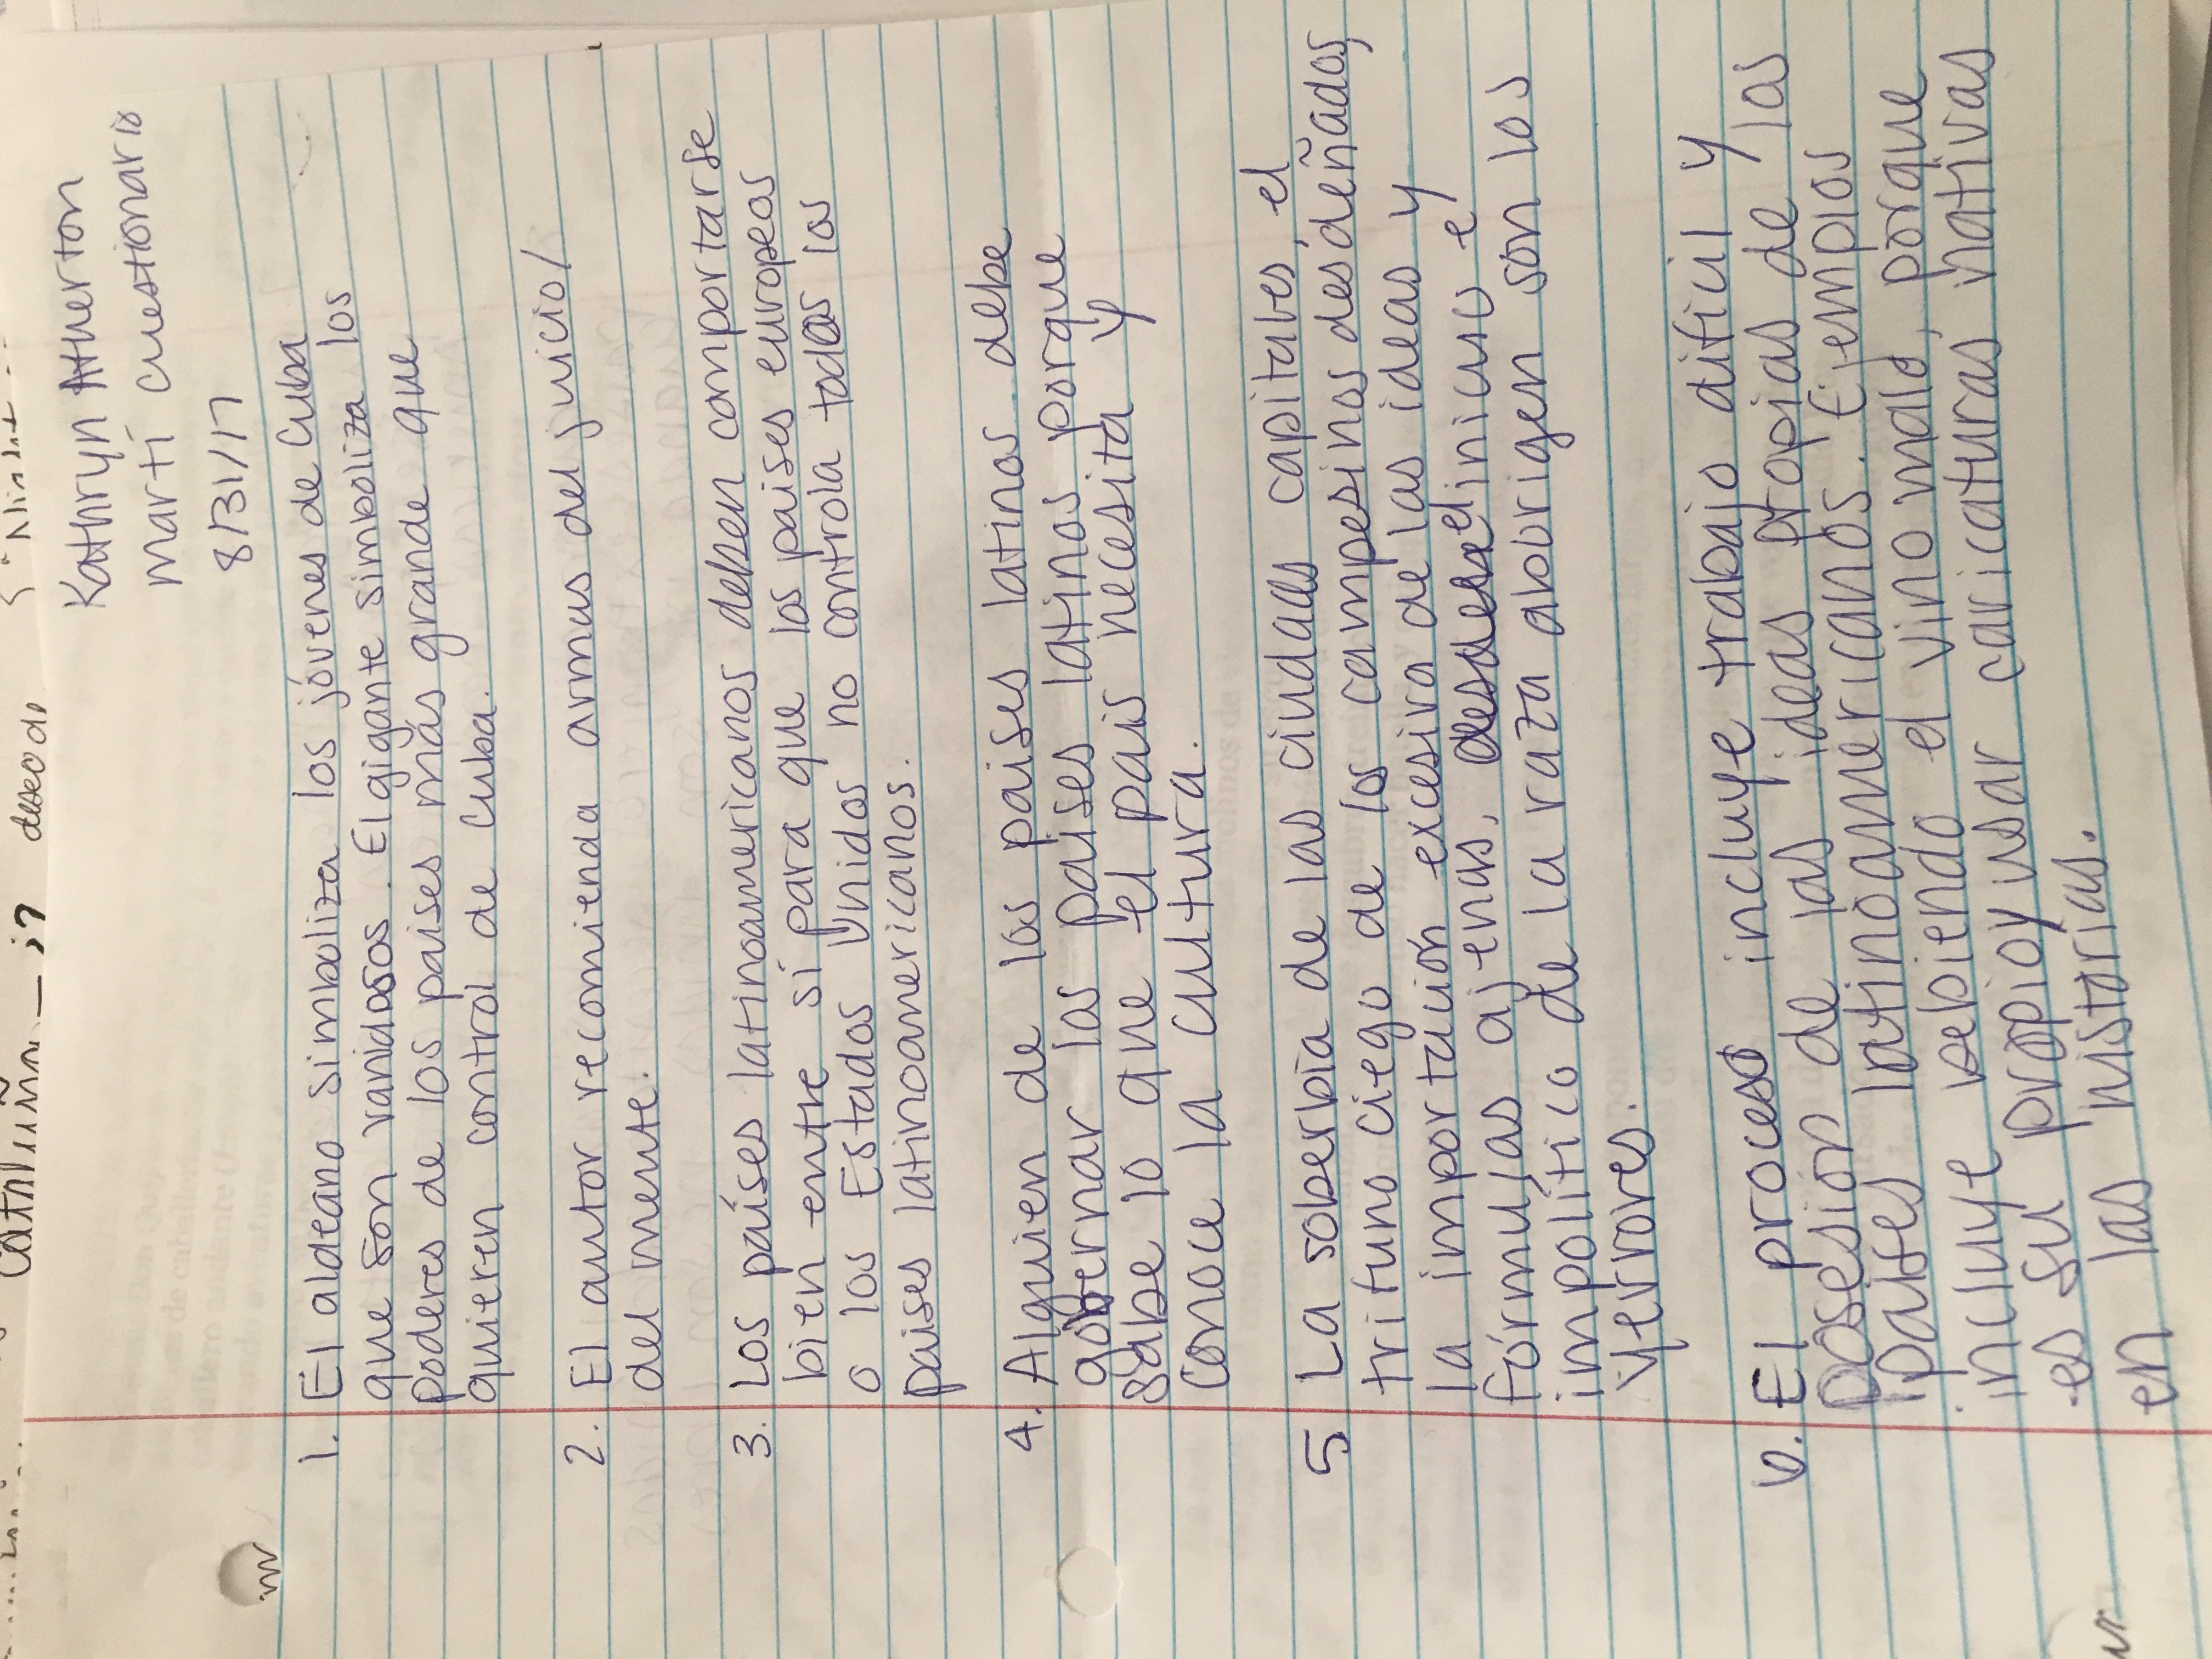 Cataluña — deseo de
Kathryn Atherton
Martí Cuestionario
8/31/17
1. El aldeano simboliza los jóvenes de Cuba
que son vanidosos. El gigante simboliza los
poderes de los paises más grande que
quieren control de Cuba.
2. El autor recomienda armas del juicio/
del mente.
3. Los países latinoamericanos deben comportarse
bien entre sí para que los paises europeos
o los Estados Unidos no controla todos los
paises latinoamericanos.
4. Alguien de los paises latinos debe
gobernar los paises latinos porque
sabe lo que el pais necesita y
conoce la cultura.
5 La soberbia de las ciudades capitales, el
trifuno ciego de los campesinos desdeñados,
la importación excesiva de las ideas y
fórmulas ajenas, el inicuo e
impolítico de la raza aborigen son los
yerrores.
6. El proceso incluye trabajo difícil y
posesión de las ideas propias de los
paises latinoamericanos. Ejemplos
incluye bebiendo el vino malo, porque
es su propio y usar caricaturas nativas
en las historias.